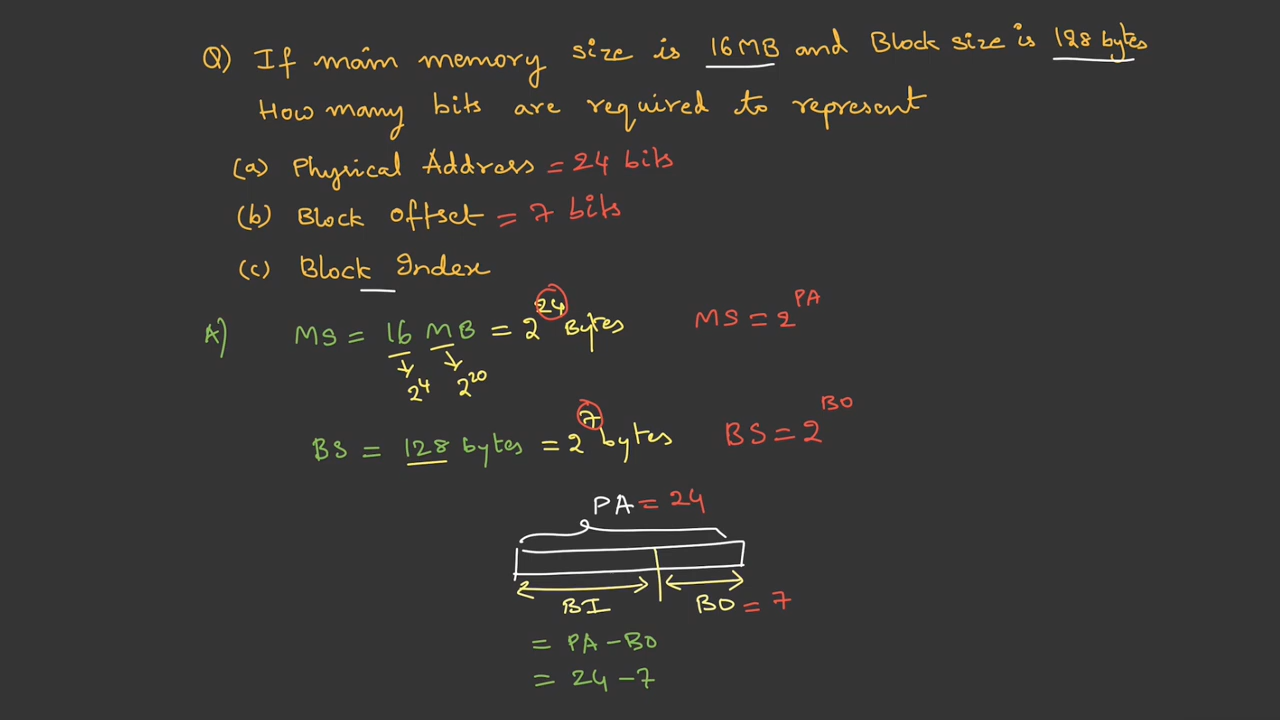 Q) If main memory size is 16MB and Block size is 128 bytes
How many bits are required to represent
(a) Physical Address = 24 bits
(b) Block Offset = 7 bits
(c) Block Index
A) MS = 16 MB = 2^24 Bytes MS = 2^PA
2^4 2^20
BS = 128 bytes = 2^7 bytes BS = 2^BO
PA = 24
BI BO = 7
= PA - BO
= 24 - 7